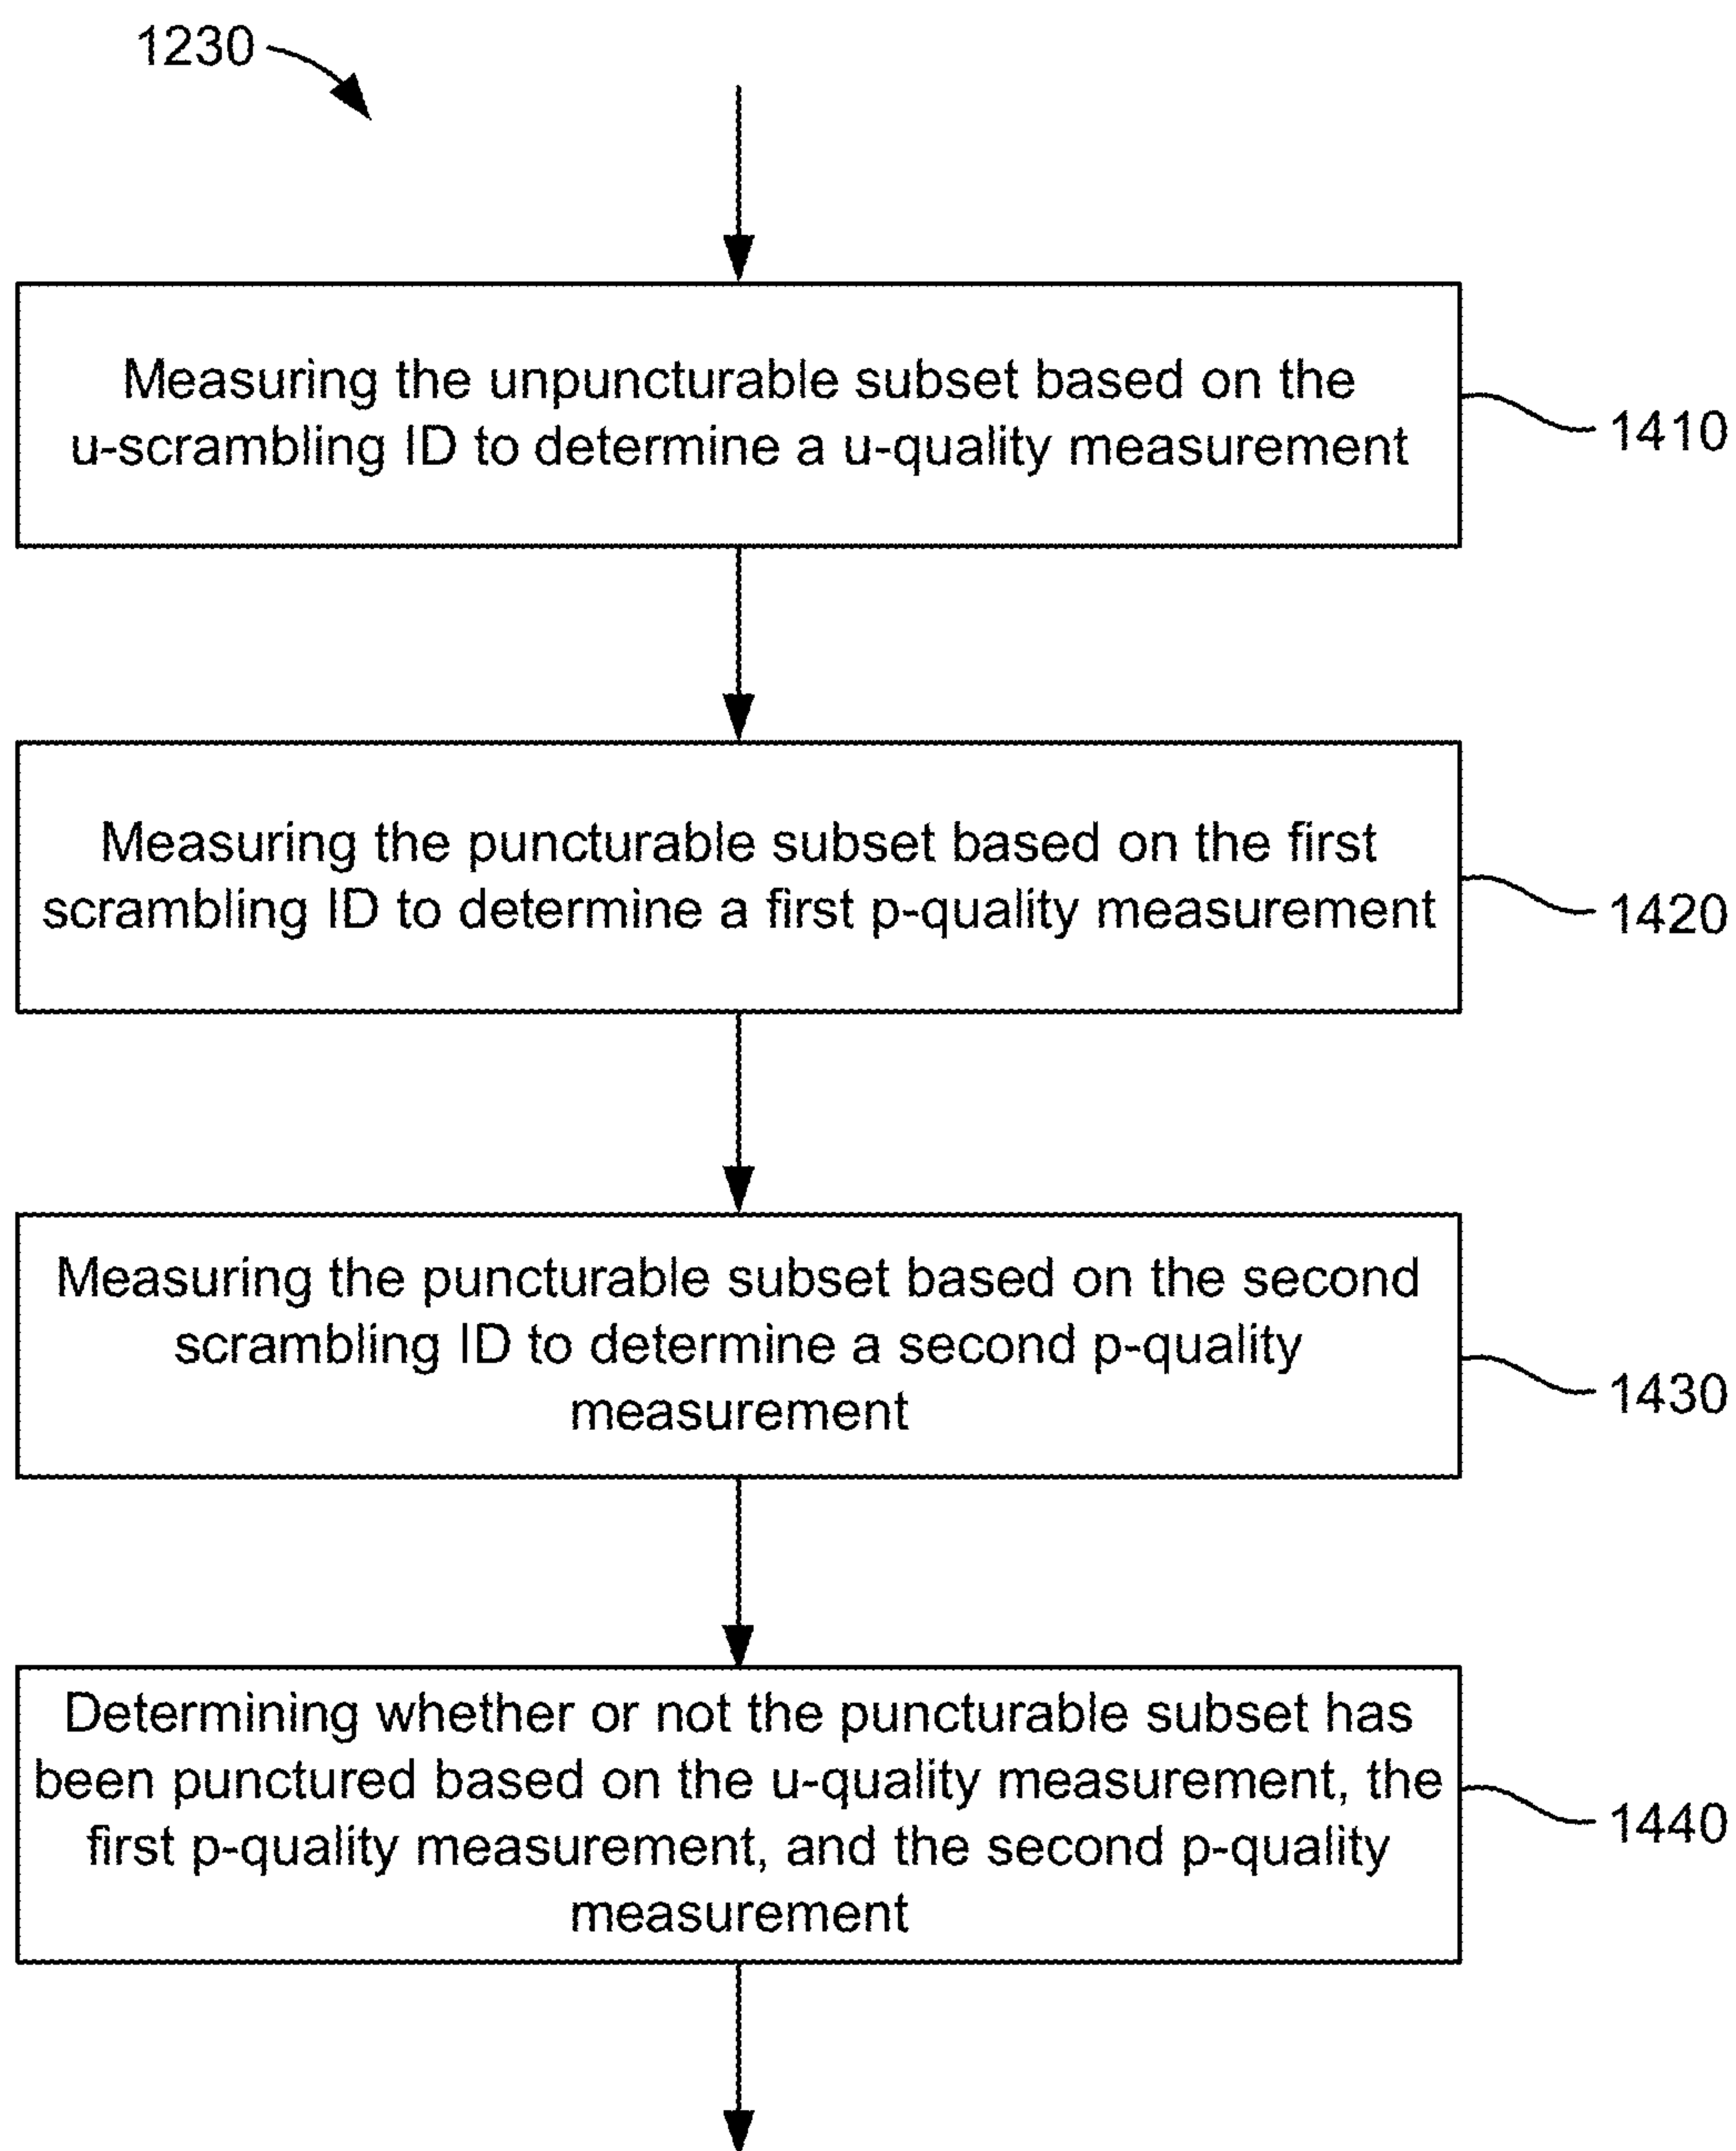 1230
Measuring the unpuncturable subset based on the
u-scrambling ID to determine a u-quality measurement
1410
Measuring the puncturable subset based on the first
scrambling ID to determine a first p-quality measurement
1420
Measuring the puncturable subset based on the second
scrambling ID to determine a second p-quality
measurement
1430
Determining whether or not the puncturable subset has
been punctured based on the u-quality measurement, the
first p-quality measurement, and the second p-quality
measurement
1440